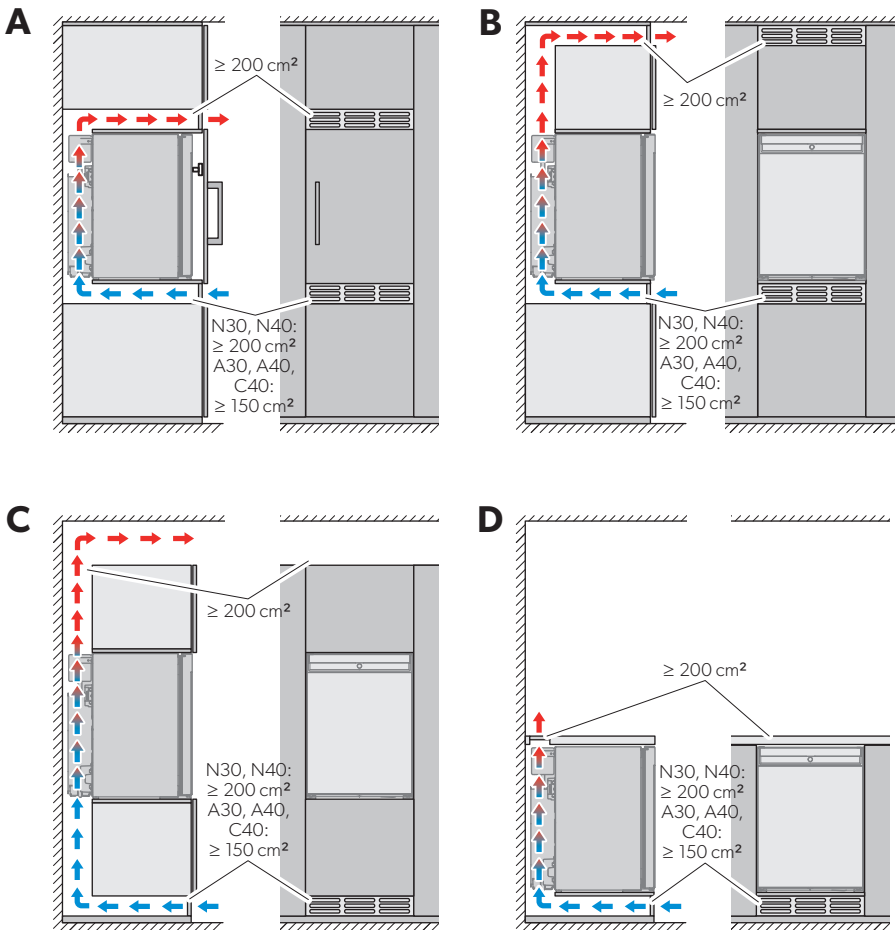 A
≥ 200 cm²
N30, N40:
≥ 200 cm²
A30, A40,
C40:
≥ 150 cm²
B
≥ 200 cm²
N30, N40:
≥ 200 cm²
A30, A40,
C40:
≥ 150 cm²
C
≥ 200 cm²
N30, N40:
≥ 200 cm²
A30, A40,
C40:
≥ 150 cm²
D
≥ 200 cm²
N30, N40:
≥ 200 cm²
A30, A40,
C40:
≥ 150 cm²